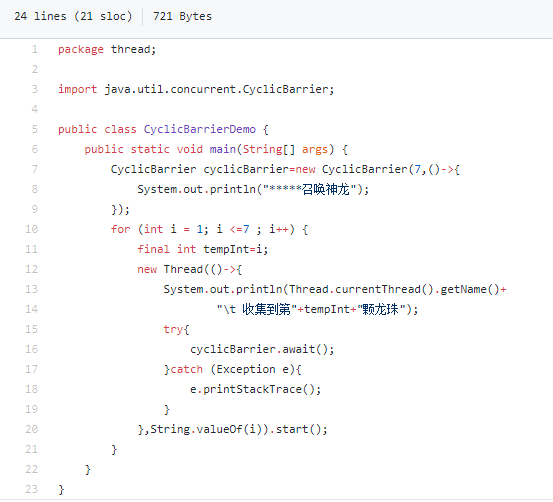 24 lines (21 sloc) 721 Bytes
1 package thread;
2
3 import java.util.concurrent.CyclicBarrier;
4
5 public class CyclicBarrierDemo {
6 public static void main(String[] args) {
7 CyclicBarrier cyclicBarrier=new CyclicBarrier(7,()->{
8 System.out.println("*****召唤神龙");
9 });
10 for (int i = 1; i <=7 ; i++) {
11 final int tempInt=i;
12 new Thread(()->{
13 System.out.println(Thread.currentThread().getName()+
14 "\t 收集到第"+tempInt+"颗龙珠");
15 try{
16 cyclicBarrier.await();
17 }catch (Exception e){
18 e.printStackTrace();
19 }
20 },String.valueOf(i)).start();
21 }
22 }
23 }